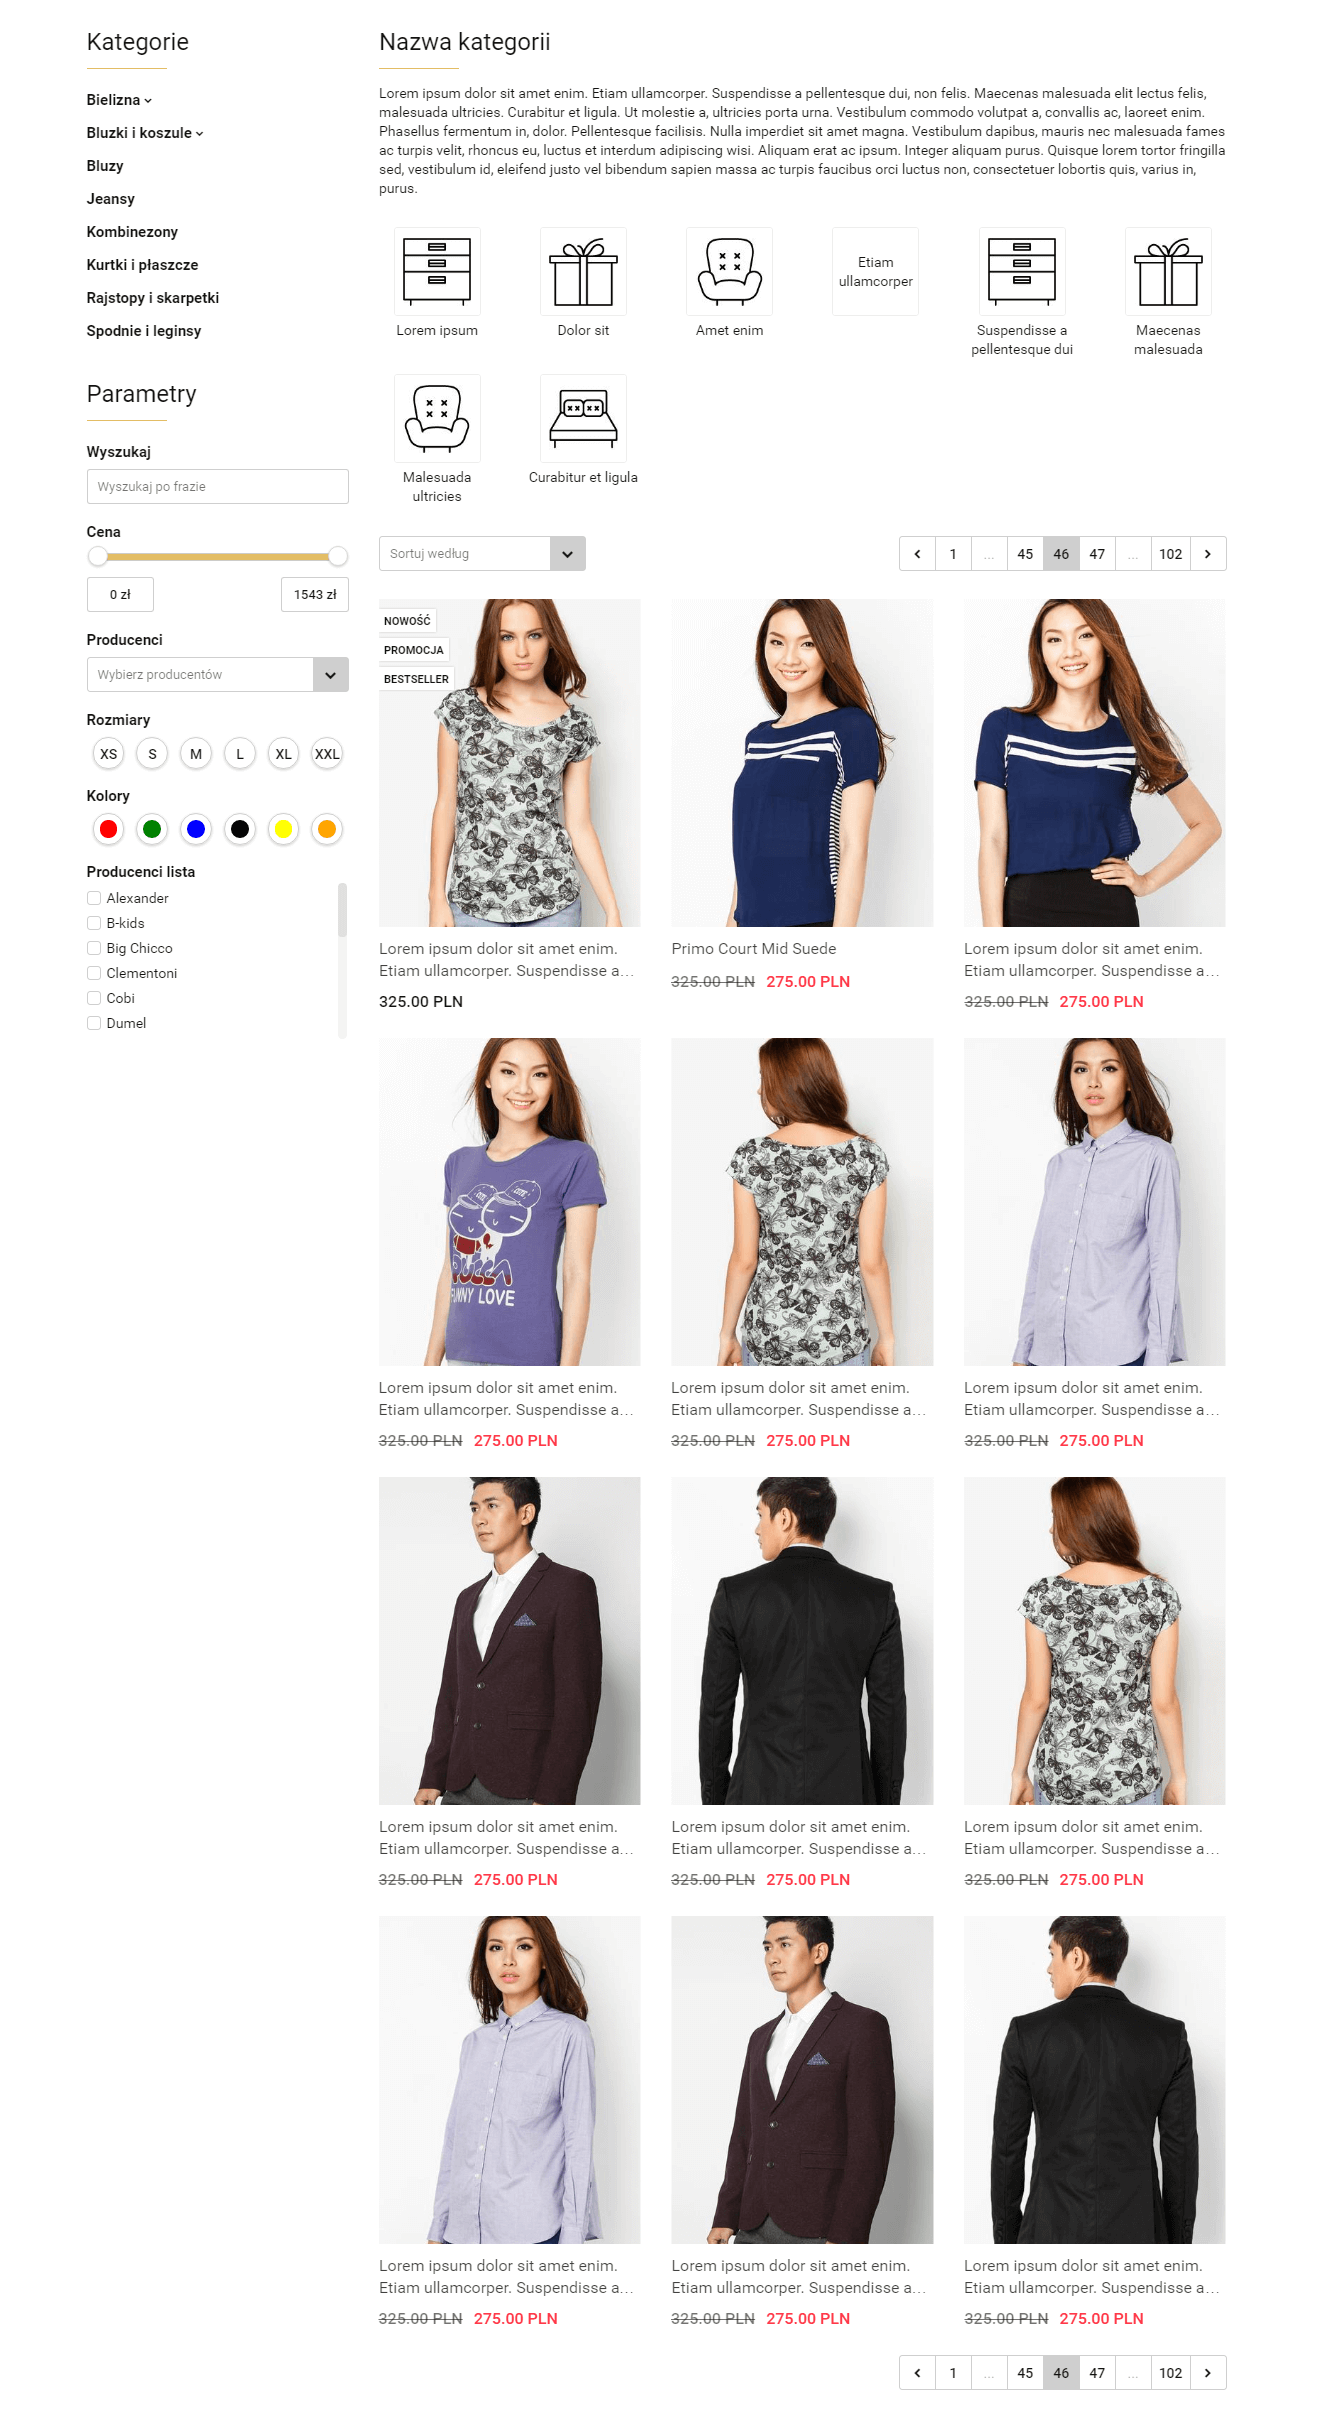 Kategorie
Bielizna
Bluzki i koszule
Bluzy
Jeansy
Kombinezony
Kurtki i płaszcze
Rajstopy i skarpetki
Spodnie i leginsy
Parametry
Wyszukaj
Wyszukaj po frazie
Cena
0 zł 1543 zł
Producenci
Wybierz producentów
Rozmiary
XS S M L XL XXL
Kolory
Producenci lista
Alexander
B-kids
Big Chicco
Clementoni
Cobi
Dumel
Nazwa kategorii
Lorem ipsum dolor sit amet enim. Etiam ullamcorper. Suspendisse a pellentesque dui, non felis. Maecenas malesuada elit lectus felis,
malesuada ultricies. Curabitur et ligula. Ut molestie a, ultricies porta urna. Vestibulum commodo volutpat a, convallis ac, laoreet enim.
Phasellus fermentum in, dolor. Pellentesque facilisis. Nulla imperdiet sit amet magna. Vestibulum dapibus, mauris nec malesuada fames
ac turpis velit, rhoncus eu, luctus et interdum adipiscing wisi. Aliquam erat ac ipsum. Integer aliquam purus. Quisque lorem tortor fringilla
sed, vestibulum id, eleifend justo vel bibendum sapien massa ac turpis faucibus orci luctus non, consectetuer lobortis quis, varius in,
purus.
Lorem ipsum
Dolor sit
Amet enim
Etiam
ullamcorper
Suspendisse a
pellentesque dui
Maecenas
malesuada
Malesuada
ultricies
Curabitur et ligula
Sortuj według
1 ... 45 46 47 ... 102
NOWOŚĆ
PROMOCJA
BESTSELLER
Lorem ipsum dolor sit amet enim.
Etiam ullamcorper. Suspendisse a...
325.00 PLN
Primo Court Mid Suede
325.00 PLN 275.00 PLN
Lorem ipsum dolor sit amet enim.
Etiam ullamcorper. Suspendisse a...
325.00 PLN 275.00 PLN
PUCCA
FUNNY LOVE
Lorem ipsum dolor sit amet enim.
Etiam ullamcorper. Suspendisse a...
325.00 PLN 275.00 PLN
Lorem ipsum dolor sit amet enim.
Etiam ullamcorper. Suspendisse a...
325.00 PLN 275.00 PLN
Lorem ipsum dolor sit amet enim.
Etiam ullamcorper. Suspendisse a...
325.00 PLN 275.00 PLN
Lorem ipsum dolor sit amet enim.
Etiam ullamcorper. Suspendisse a...
325.00 PLN 275.00 PLN
Lorem ipsum dolor sit amet enim.
Etiam ullamcorper. Suspendisse a...
325.00 PLN 275.00 PLN
Lorem ipsum dolor sit amet enim.
Etiam ullamcorper. Suspendisse a...
325.00 PLN 275.00 PLN
Lorem ipsum dolor sit amet enim.
Etiam ullamcorper. Suspendisse a...
325.00 PLN 275.00 PLN
Lorem ipsum dolor sit amet enim.
Etiam ullamcorper. Suspendisse a...
325.00 PLN 275.00 PLN
Lorem ipsum dolor sit amet enim.
Etiam ullamcorper. Suspendisse a...
325.00 PLN 275.00 PLN
1 ... 45 46 47 ... 102